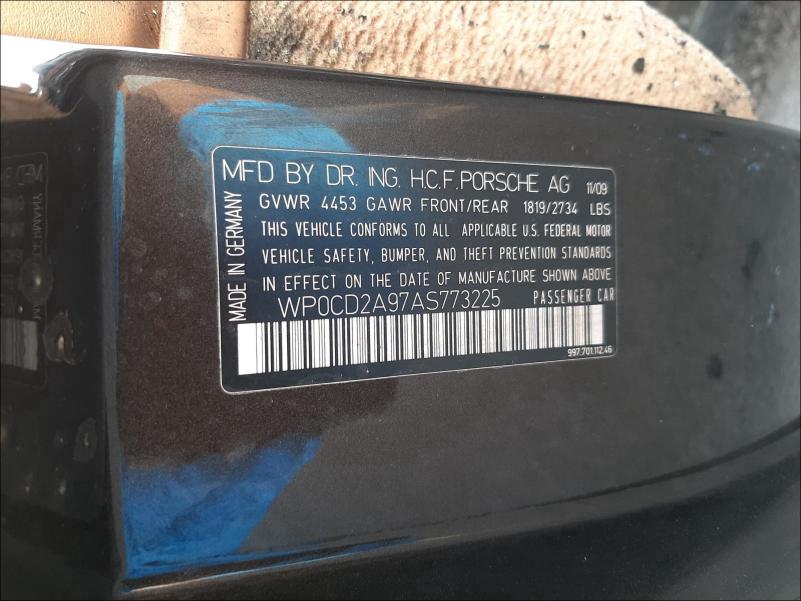 MFD BY DR. ING. H.C.F.PORSCHE AG 11/09
GVWR 4453 GAWR FRONT/REAR 1819/2734 LBS
THIS VEHICLE CONFORMS TO ALL APPLICABLE U.S. FEDERAL MOTOR
VEHICLE SAFETY, BUMPER, AND THEFT PREVENTION STANDARDS
IN EFFECT ON THE DATE OF MANUFACTURE SHOWN ABOVE
WP0CD2A97AS773225 PASSENGER CAR
997.701.112.46
MADE IN GERMANY